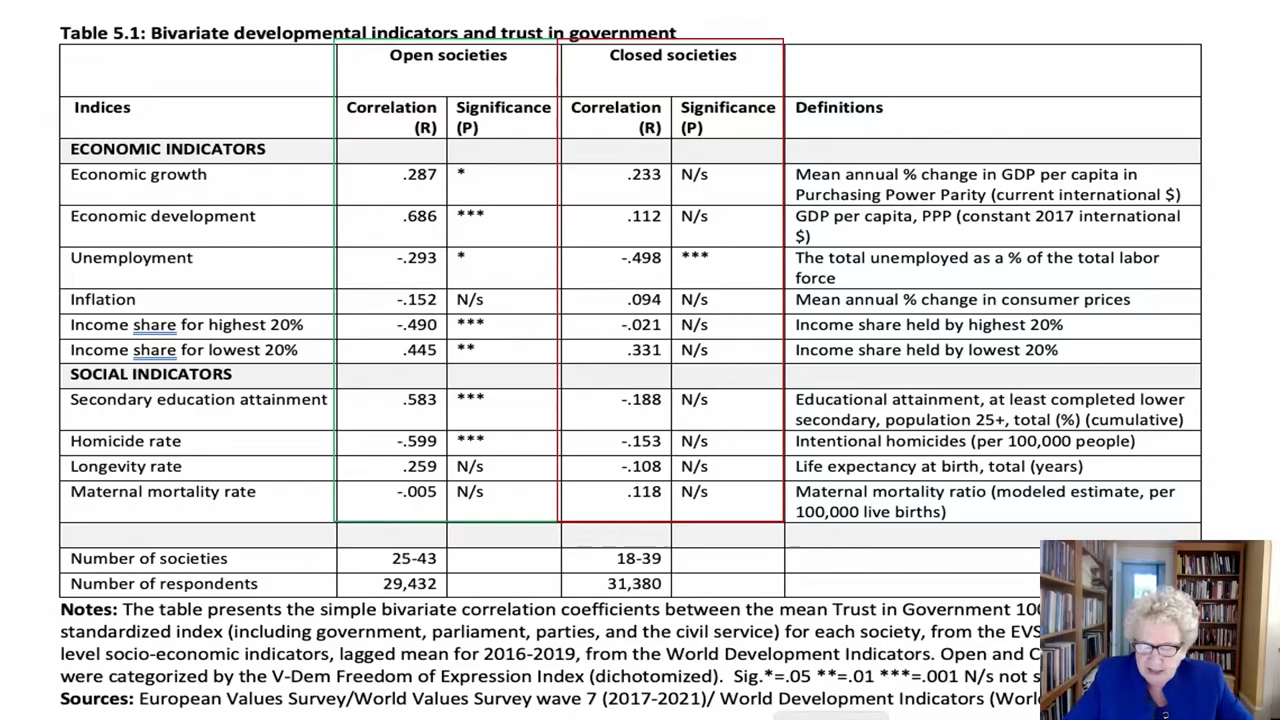 Table 5.1: Bivariate developmental indicators and trust in government
Open societies Closed societies
Indices Correlation (R) Significance (P) Correlation (R) Significance (P) Definitions
ECONOMIC INDICATORS
Economic growth .287 * .233 N/s Mean annual % change in GDP per capita in
Purchasing Power Parity (current international $)
Economic development .686 *** .112 N/s GDP per capita, PPP (constant 2017 international
$)
Unemployment -.293 * -.498 *** The total unemployed as a % of the total labor
force
Inflation -.152 N/s .094 N/s Mean annual % change in consumer prices
Income share for highest 20% -.490 *** -.021 N/s Income share held by highest 20%
Income share for lowest 20% .445 ** .331 N/s Income share held by lowest 20%
SOCIAL INDICATORS
Secondary education attainment .583 *** -.188 N/s Educational attainment, at least completed lower
secondary, population 25+, total (%) (cumulative)
Homicide rate -.599 *** -.153 N/s Intentional homicides (per 100,000 people)
Longevity rate .259 N/s -.108 N/s Life expectancy at birth, total (years)
Maternal mortality rate -.005 N/s .118 N/s Maternal mortality ratio (modeled estimate, per
100,000 live births)
Number of societies 25-43 18-39
Number of respondents 29,432 31,380
Notes: The table presents the simple bivariate correlation coefficients between the mean Trust in Government
standardized index (including government, parliament, parties, and the civil service) for each society, from the EVS
level socio-economic indicators, lagged mean for 2016-2019, from the World Development Indicators. Open and
were categorized by the V-Dem Freedom of Expression Index (dichotomized). Sig.*=.05 **=.01 ***=.001 N/s not
Sources: European Values Survey/World Values Survey wave 7 (2017-2021)/ World Development Indicators